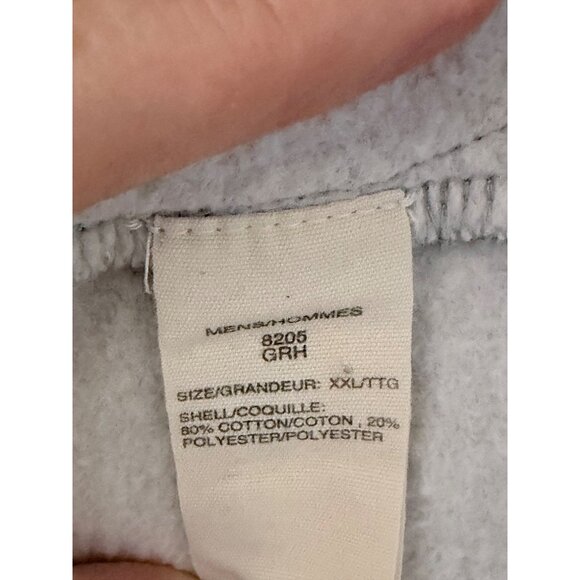 MENS/HOMMES
8205
GRH
SIZE/GRANDEUR: XXL/TTG
SHELL/COQUILLE:
80% COTTON/COTON , 20%
POLYESTER/POLYESTER